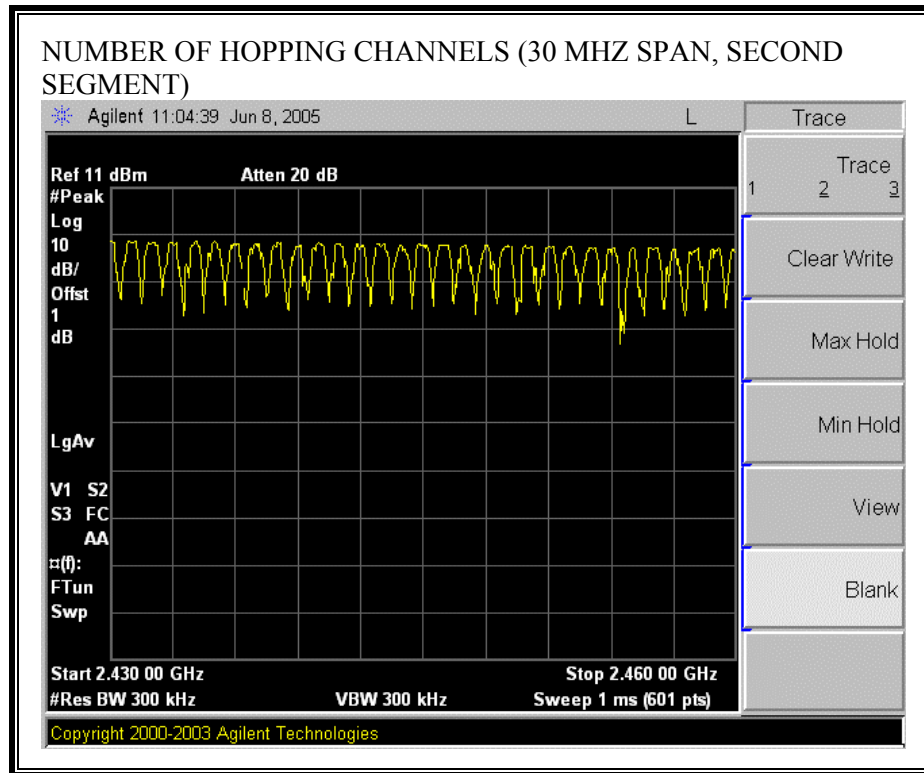 NUMBER OF HOPPING CHANNELS (30 MHZ SPAN, SECOND
SEGMENT)
Agilent 11:04:39 Jun 8, 2005 L Trace
Ref 11 dBm Atten 20 dB
#Peak
Log
10
dB/
Offst
1
dB
LgAv
V1 S2
S3 FC
AA
¤(f):
FTun
Swp
Start 2.430 00 GHz Stop 2.460 00 GHz
#Res BW 300 kHz VBW 300 kHz Sweep 1 ms (601 pts)
Copyright 2000-2003 Agilent Technologies
Trace
1 2 3
Clear Write
Max Hold
Min Hold
View
Blank